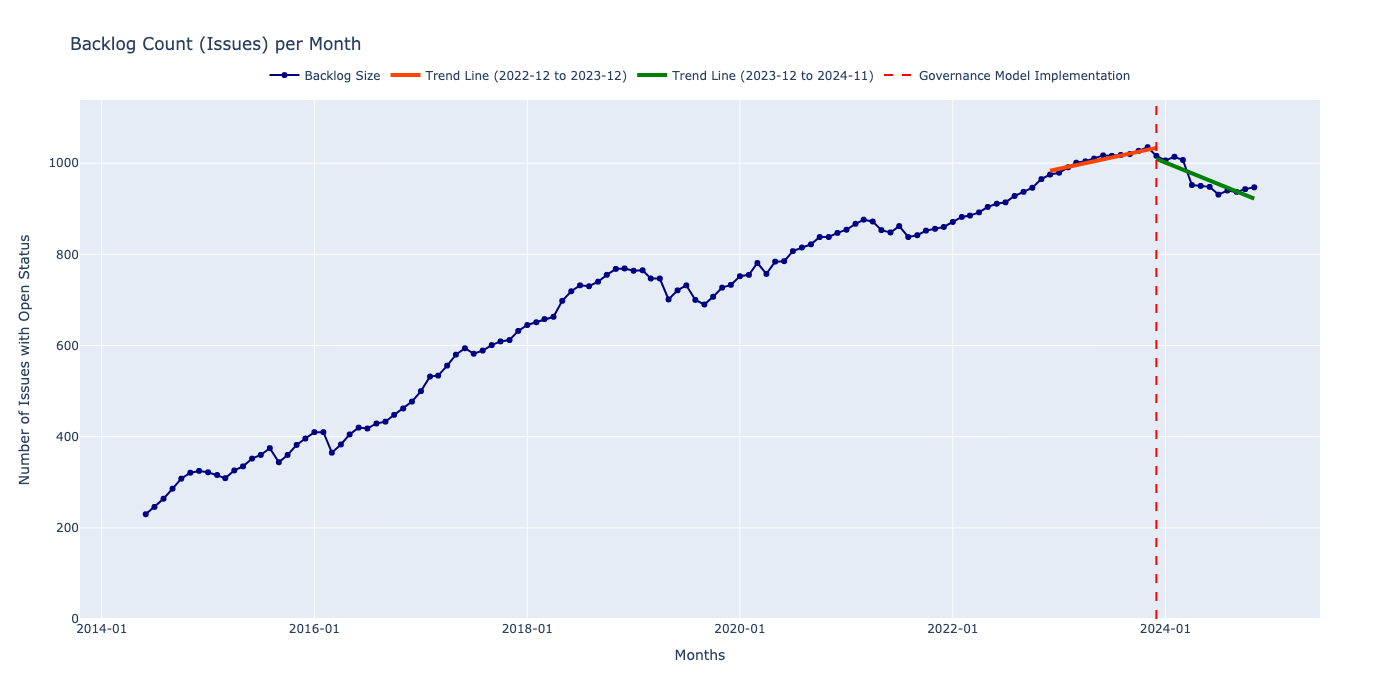 Backlog Count (Issues) per Month
Backlog Size
Trend Line (2022-12 to 2023-12)
Trend Line (2023-12 to 2024-11)
Governance Model Implementation
Number of Issues with Open Status
1000
800
600
400
200
0
2014-01
2016-01
2018-01
2020-01
2022-01
2024-01
Months